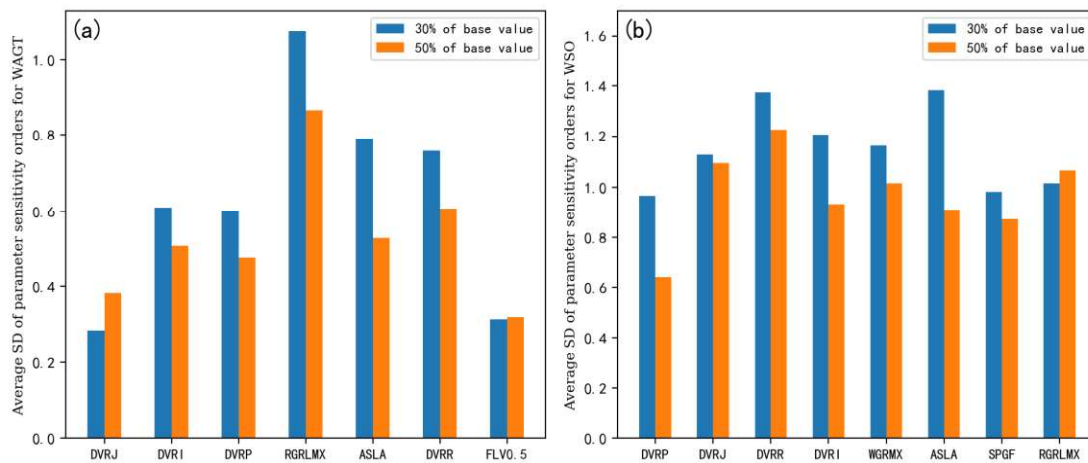 (a)
30% of base value
50% of base value
Average SD of parameter sensitivity orders for WAGT
1.0
0.8
0.6
0.4
0.2
0.0
DVRJ DVRI DVRP RGRLMX ASLA DVRR FLV0.5
(b)
30% of base value
50% of base value
Average SD of parameter sensitivity orders for WSO
1.6
1.4
1.2
1.0
0.8
0.6
0.4
0.2
0.0
DVRP DVRJ DVRR DVRI WGRMX ASLA SPGF RGRLMX